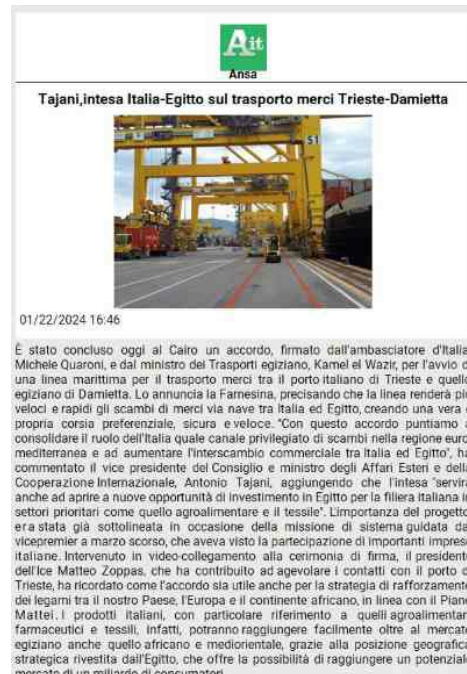 Ait
Ansa
Tajani,intesa Italia-Egitto sul trasporto merci Trieste-Damietta
51
01/22/2024 16:46
È stato concluso oggi al Cairo un accordo, firmato dall'ambasciatore d'Italia
Michele Quaroni, e dal ministro dei Trasporti egiziano, Kamel el Wazir, per l'avvio d
una linea marittima per il trasporto merci tra il porto italiano di Trieste e quello
egiziano di Damietta. Lo annuncia la Farnesina, precisando che la linea renderà più
veloci e rapidi gli scambi di merci via nave tra Italia ed Egitto, creando una vera
propria corsia preferenziale, sicura e veloce. "Con questo accordo puntiamo a
consolidare il ruolo dell'Italia quale canale privilegiato di scambi nella regione euro
mediterranea e ad aumentare l'interscambio commerciale tra Italia ed Egitto", ha
commentato il vice presidente del Consiglio e ministro degli Affari Esteri e della
Cooperazione Internazionale, Antonio Tajani, aggiungendo che l'intesa "servirà
anche ad aprire a nuove opportunità di investimento in Egitto per la filiera italiana in
settori prioritari come quello agroalimentare e il tessile". L'importanza del progetto
era stata già sottolineata in occasione della missione di sistema guidata dal
vicepremier a marzo scorso, che aveva visto la partecipazione di importanti imprese
italiane. Intervenuto in video-collegamento alla cerimonia di firma, il presidente
dell'Ice Matteo Zoppas, che ha contribuito ad agevolare i contatti con il porto d
Trieste, ha ricordato come l'accordo sia utile anche per la strategia di rafforzamento
dei legami tra il nostro Paese, l'Europa e il continente africano, in linea con il Piano
Mattei. I prodotti italiani, con particolare riferimento a quelli agroalimentari
farmaceutici e tessili, infatti, potranno raggiungere facilmente oltre al mercato
egiziano anche quello africano e mediorientale, grazie alla posizione geografica
strategica rivestita dall'Egitto, che offre la possibilità di raggiungere un potenziale
mercato di un miliardo di consumatori